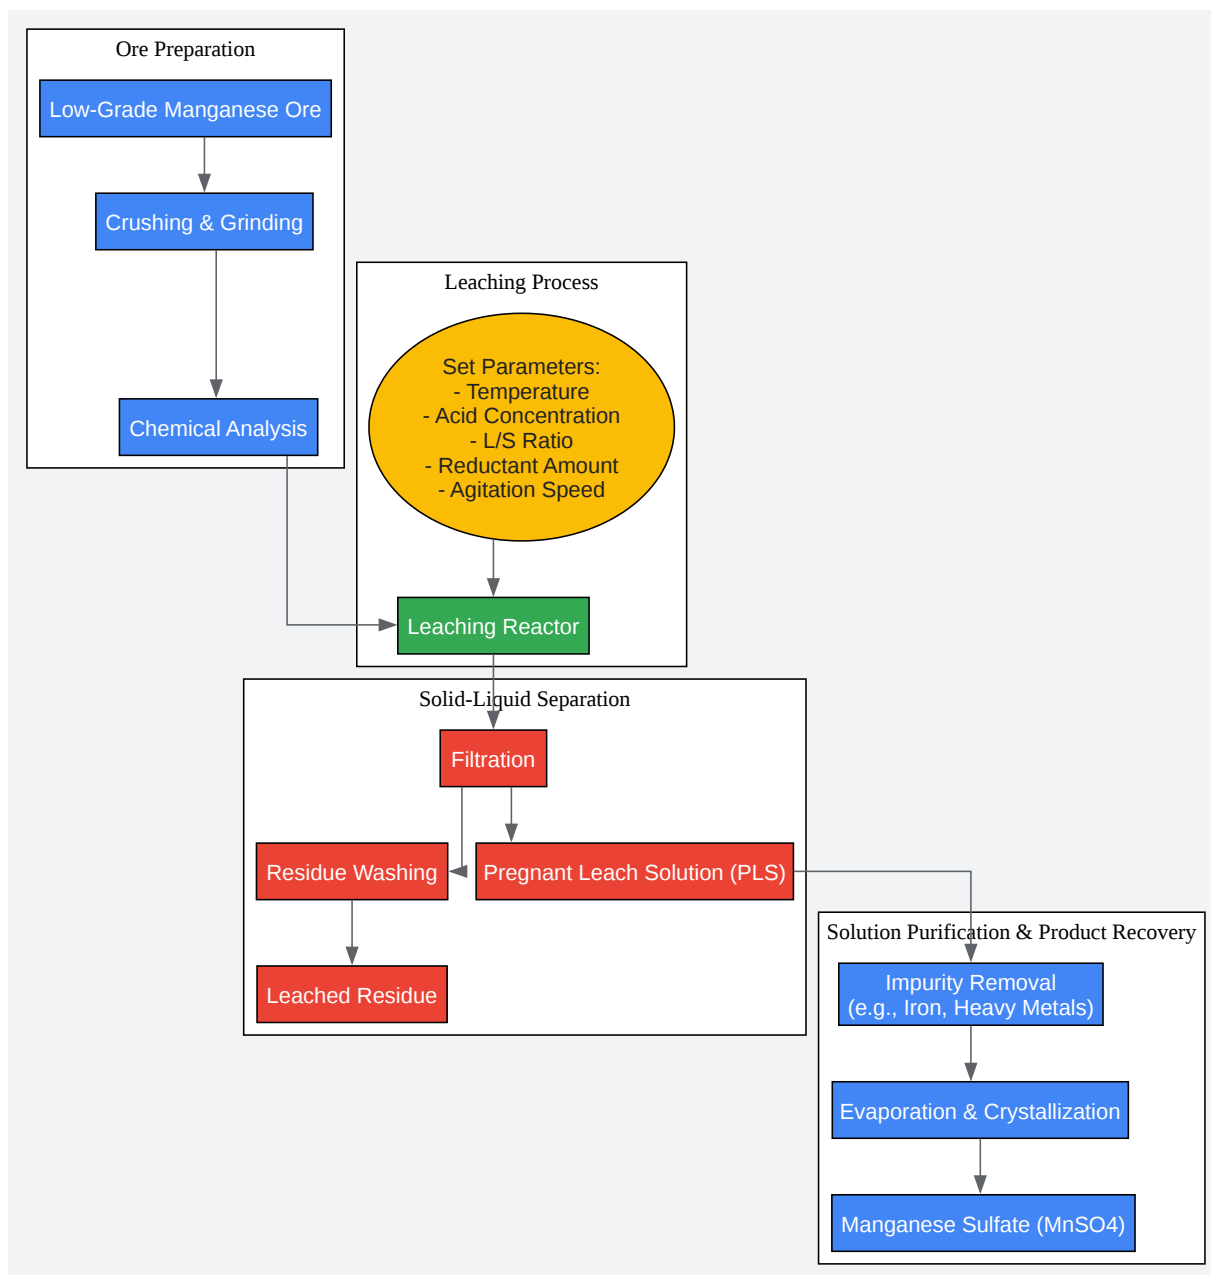 Ore Preparation
Low-Grade Manganese Ore
Crushing & Grinding
Chemical Analysis
Leaching Process
Set Parameters:
- Temperature
- Acid Concentration
- L/S Ratio
- Reductant Amount
- Agitation Speed
Leaching Reactor
Solid-Liquid Separation
Filtration
Residue Washing
Pregnant Leach Solution (PLS)
Leached Residue
Solution Purification & Product Recovery
Impurity Removal
(e.g., Iron, Heavy Metals)
Evaporation & Crystallization
Manganese Sulfate (MnSO4)